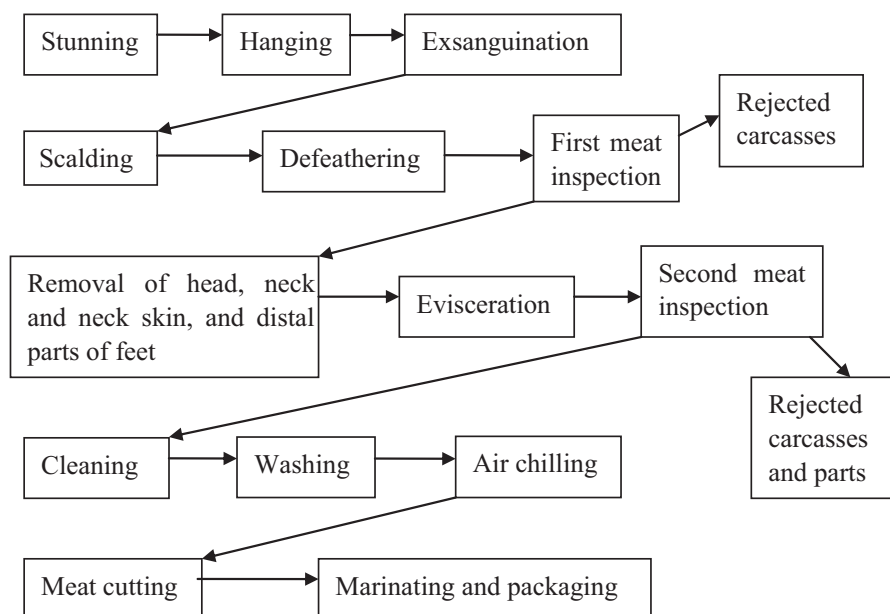 Stunning
Hanging
Exsanguination
Rejected
carcasses
Scalding
Defeathering
First meat
inspection
Removal of head, neck
and neck skin, and distal
parts of feet
Evisceration
Second meat
inspection
Rejected
carcasses
and parts
Cleaning
Washing
Air chilling
Meat cutting
Marinating and packaging